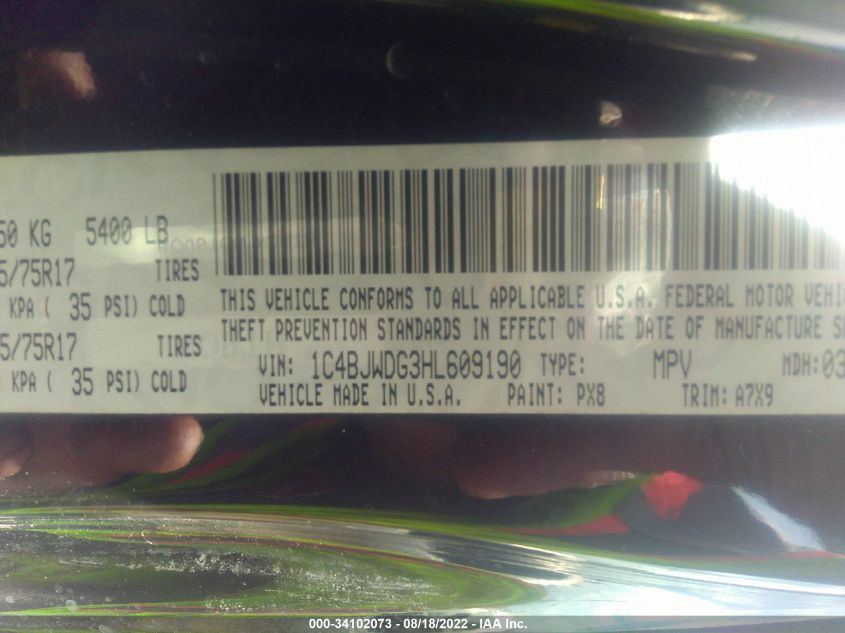 50 KG 5400 LB
5/75R17 TIRES
KPA ( 35 PSI) COLD
5/75R17 TIRES
KPA ( 35 PSI) COLD
THIS VEHICLE CONFORMS TO ALL APPLICABLE U.S.A. FEDERAL MOTOR VEHI
THEFT PREVENTION STANDARDS IN EFFECT ON THE DATE OF MANUFACTURE S
VIN: 1C4BJWDG3HL609190 TYPE: MPV MDH: 03
VEHICLE MADE IN U.S.A. PAINT: PX8 TRIM: A7X9
000-34102073 - 08/18/2022 - IAA Inc.